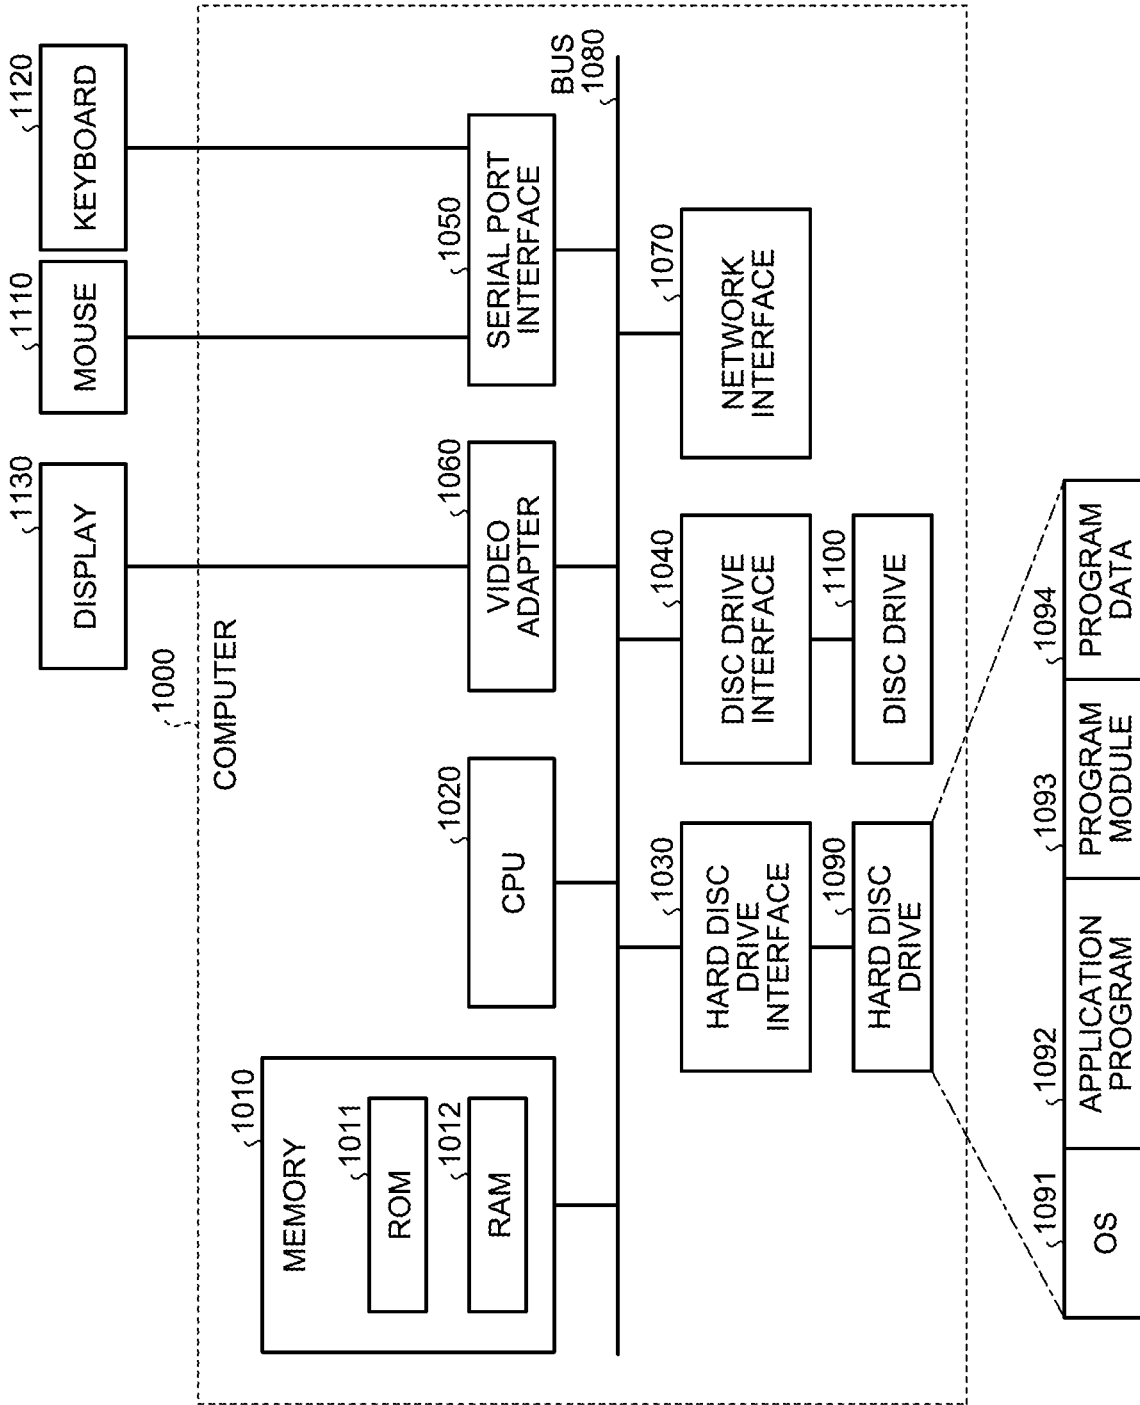 1000
COMPUTER
1010
MEMORY
1011
ROM
1012
RAM
1020
CPU
1130
DISPLAY
1060
VIDEO
ADAPTER
1110
MOUSE
1120
KEYBOARD
1050
SERIAL PORT
INTERFACE
BUS
1080
1030
HARD DISC
DRIVE
INTERFACE
1090
HARD DISC
DRIVE
1040
DISC DRIVE
INTERFACE
1100
DISC DRIVE
1070
NETWORK
INTERFACE
1091
OS
1092
APPLICATION
PROGRAM
1093
PROGRAM
MODULE
1094
PROGRAM
DATA